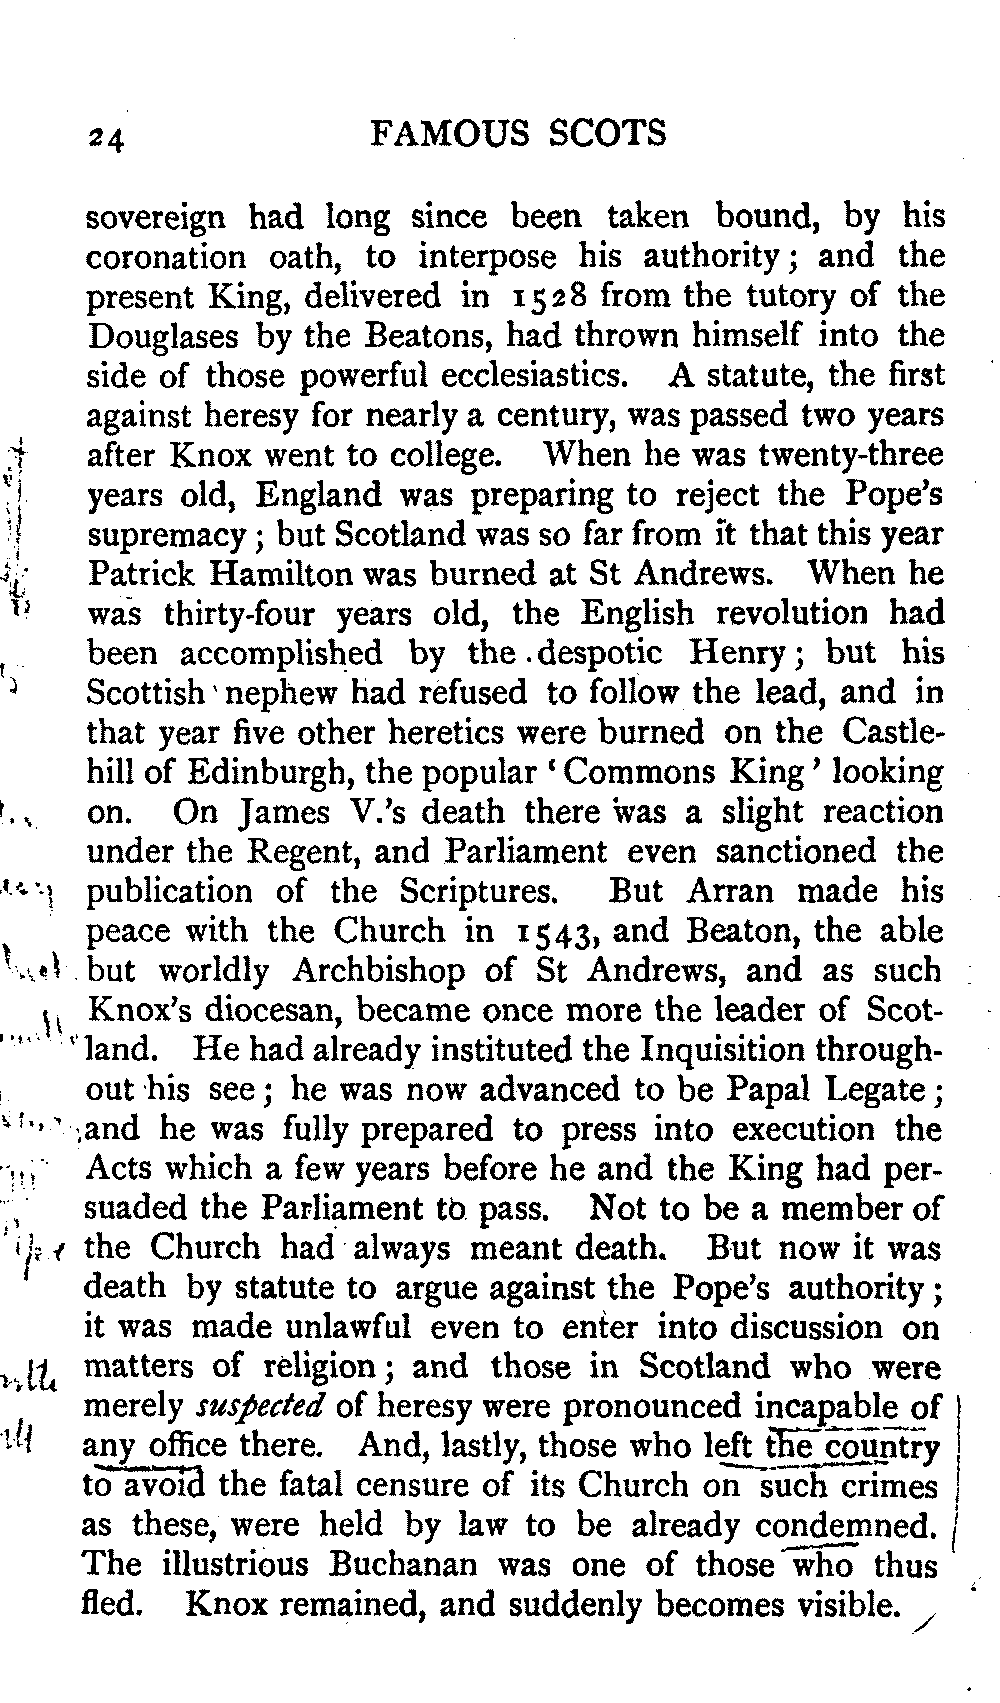 24 FAMOUS SCOTS
sovereign had long since been taken bound, by his
coronation oath, to interpose his authority; and the
present King, delivered in 1528 from the tutory of the
Douglases by the Beatons, had thrown himself into the
side of those powerful ecclesiastics. A statute, the first
against heresy for nearly a century, was passed two years
after Knox went to college. When he was twenty-three
years old, England was preparing to reject the Pope's
supremacy; but Scotland was so far from it that this year
Patrick Hamilton was burned at St Andrews. When he
was thirty-four years old, the English revolution had
been accomplished by the despotic Henry; but his
Scottish nephew had refused to follow the lead, and in
that year five other heretics were burned on the Castle-
hill of Edinburgh, the popular 'Commons King' looking
on. On James V.'s death there was a slight reaction
under the Regent, and Parliament even sanctioned the
publication of the Scriptures. But Arran made his
peace with the Church in 1543, and Beaton, the able
but worldly Archbishop of St Andrews, and as such
Knox's diocesan, became once more the leader of Scot-
land. He had already instituted the Inquisition through-
out his see; he was now advanced to be Papal Legate;
and he was fully prepared to press into execution the
Acts which a few years before he and the King had per-
suaded the Parliament to pass. Not to be a member of
the Church had always meant death. But now it was
death by statute to argue against the Pope's authority;
it was made unlawful even to enter into discussion on
matters of religion; and those in Scotland who were
merely suspected of heresy were pronounced incapable of
any office there. And, lastly, those who left the country
to avoid the fatal censure of its Church on such crimes
as these, were held by law to be already condemned.
The illustrious Buchanan was one of those who thus
fled. Knox remained, and suddenly becomes visible.